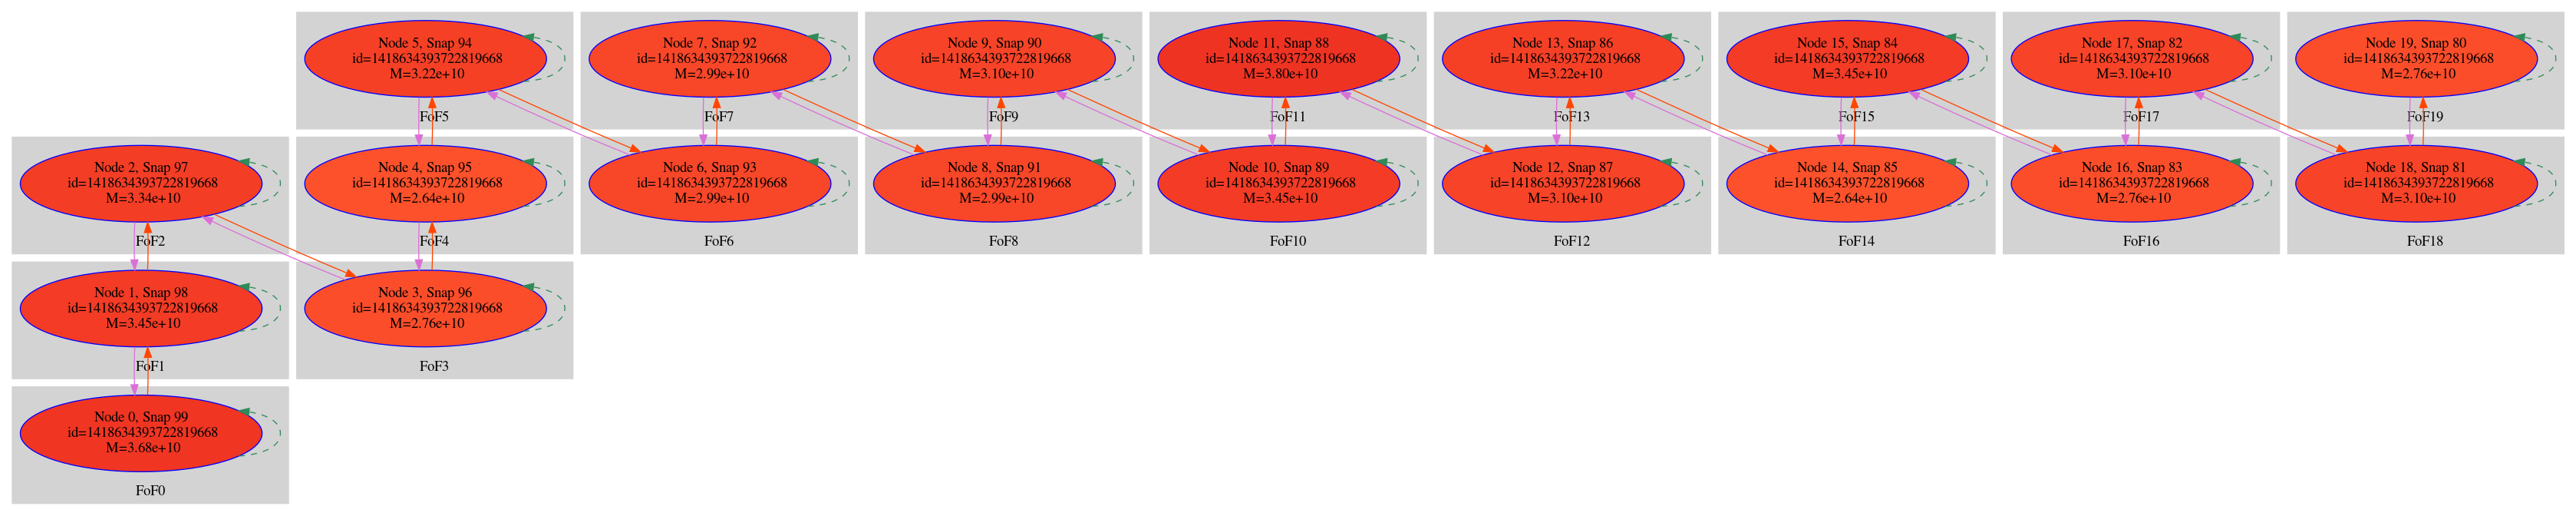 Node 5, Snap 94
id=1418634393722819668
M=3.22e+10
FoF5
Node 7, Snap 92
id=1418634393722819668
M=2.99e+10
FoF7
Node 9, Snap 90
id=1418634393722819668
M=3.10e+10
FoF9
Node 11, Snap 88
id=1418634393722819668
M=3.80e+10
FoF11
Node 13, Snap 86
id=1418634393722819668
M=3.22e+10
FoF13
Node 15, Snap 84
id=1418634393722819668
M=3.45e+10
FoF15
Node 17, Snap 82
id=1418634393722819668
M=3.10e+10
FoF17
Node 19, Snap 80
id=1418634393722819668
M=2.76e+10
FoF19
Node 2, Snap 97
id=1418634393722819668
M=3.34e+10
FoF2
Node 4, Snap 95
id=1418634393722819668
M=2.64e+10
FoF4
Node 6, Snap 93
id=1418634393722819668
M=2.99e+10
FoF6
Node 8, Snap 91
id=1418634393722819668
M=2.99e+10
FoF8
Node 10, Snap 89
id=1418634393722819668
M=3.45e+10
FoF10
Node 12, Snap 87
id=1418634393722819668
M=3.10e+10
FoF12
Node 14, Snap 85
id=1418634393722819668
M=2.64e+10
FoF14
Node 16, Snap 83
id=1418634393722819668
M=2.76e+10
FoF16
Node 18, Snap 81
id=1418634393722819668
M=3.10e+10
FoF18
Node 1, Snap 98
id=1418634393722819668
M=3.45e+10
FoF1
Node 3, Snap 96
id=1418634393722819668
M=2.76e+10
FoF3
Node 0, Snap 99
id=1418634393722819668
M=3.68e+10
FoF0